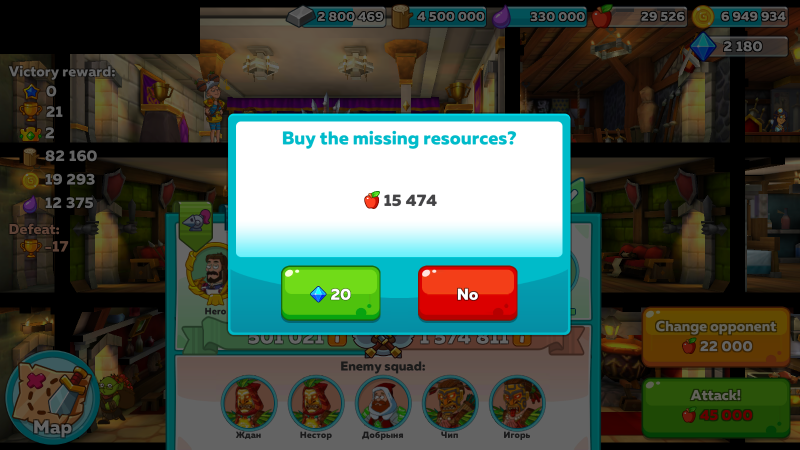 2 800 469
4 500 000
330 000
29 526
6 949 934
2 180
Victory reward:
0
21
2
82 160
19 293
12 375
Defeat:
-17
Buy the missing resources?
15 474
20
No
Hero
501 021
1 574 811
Enemy squad:
Ждан
Нестор
Добрыня
Чип
Игорь
Map
Change opponent
22 000
Attack!
45 000